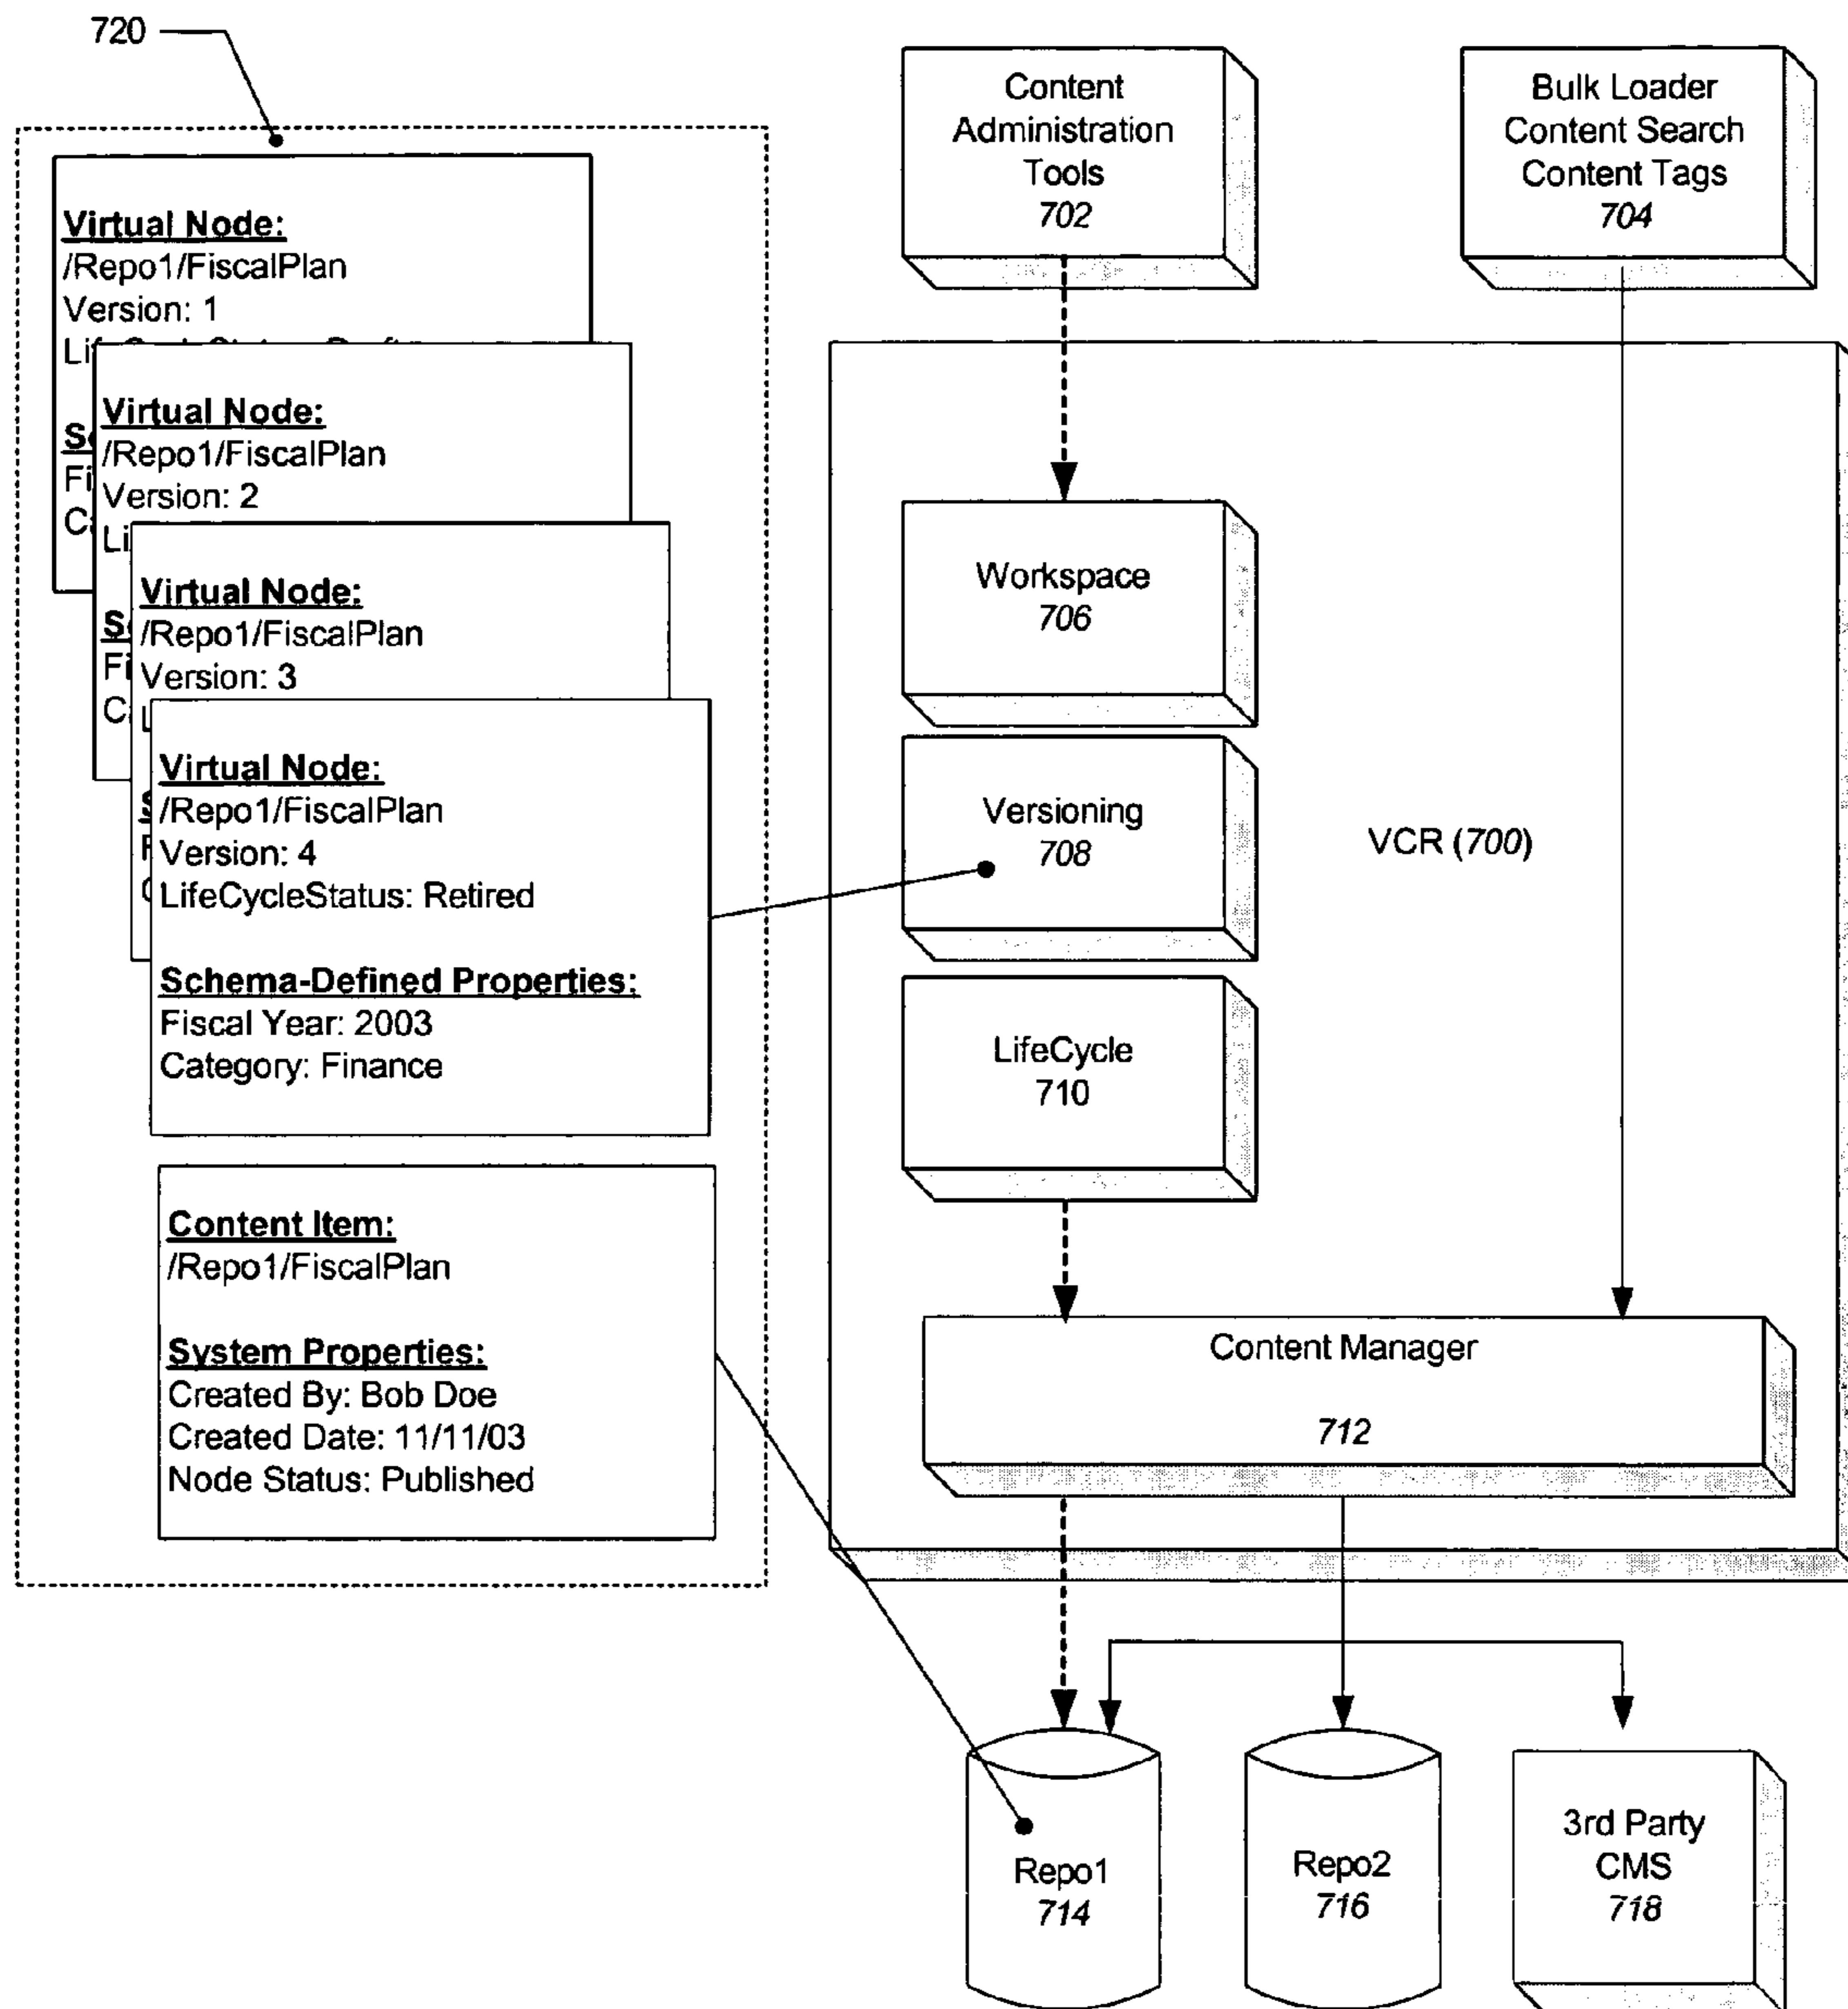 720
Virtual Node:
/Repo1/FiscalPlan
Version: 1
Virtual Node:
/Repo1/FiscalPlan
Version: 2
Virtual Node:
/Repo1/FiscalPlan
Version: 3
Virtual Node:
/Repo1/FiscalPlan
Version: 4
LifeCycleStatus: Retired
Schema-Defined Properties:
Fiscal Year: 2003
Category: Finance
Content Item:
/Repo1/FiscalPlan
System Properties:
Created By: Bob Doe
Created Date: 11/11/03
Node Status: Published
Content
Administration
Tools
702
Bulk Loader
Content Search
Content Tags
704
Workspace
706
Versioning
708
VCR (700)
LifeCycle
710
Content Manager
712
Repo1
714
Repo2
716
3rd Party
CMS
718